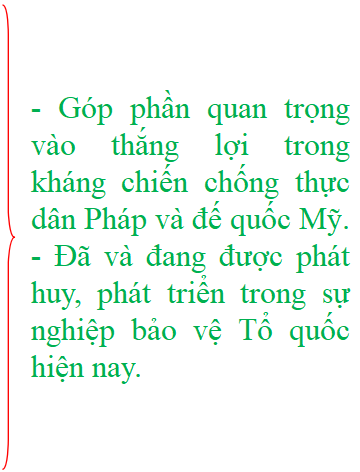 - Góp phần quan trọng
vào thắng lợi trong
kháng chiến chống thực
dân Pháp và đế quốc Mỹ.
- Đã và đang được phát
huy, phát triển trong sự
nghiệp bảo vệ Tổ quốc
hiện nay.